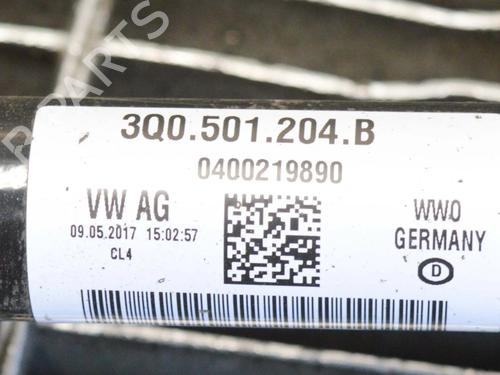 3Q0.501.204.B
0400219890
VW AG
09.05.2017 15:02:57
CL4
WWO
GERMANY
D